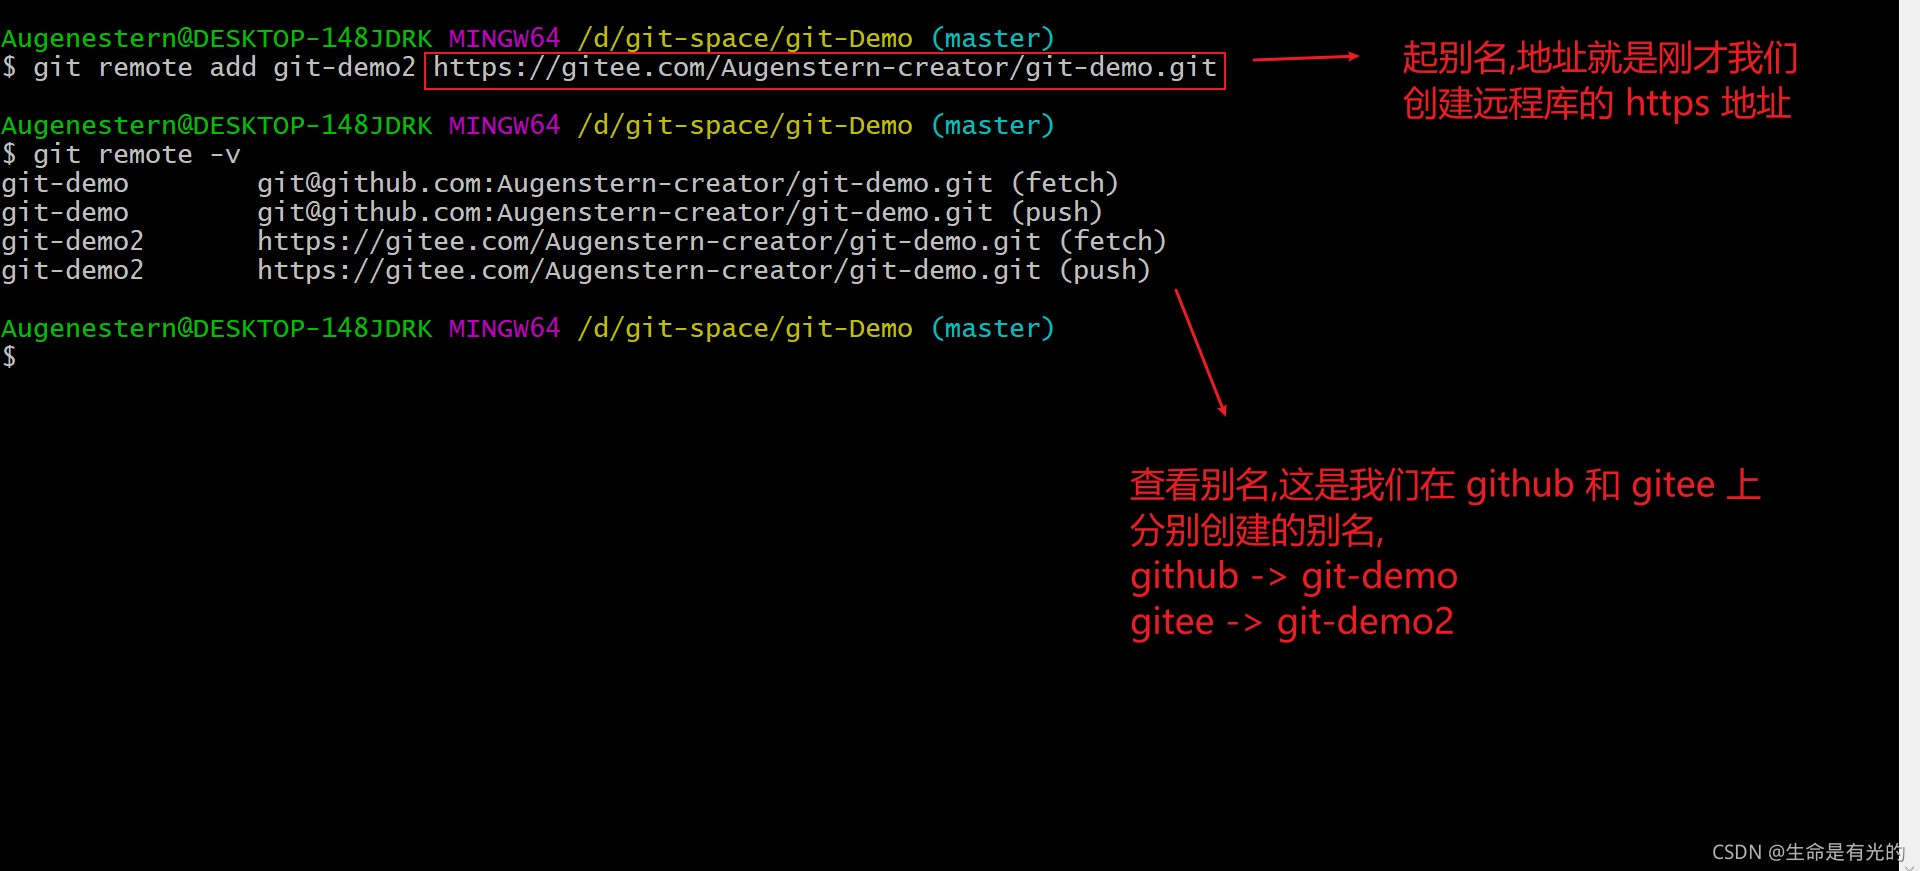 Augenestern@DESKTOP-148JDRK MINGW64 /d/git-space/git-Demo (master)
$ git remote add git-demo2 https://gitee.com/Augenstern-creator/git-demo.git
起别名,地址就是刚才我们
创建远程库的 https 地址
Augenestern@DESKTOP-148JDRK MINGW64 /d/git-space/git-Demo (master)
$ git remote -v
git-demo git@github.com:Augenstern-creator/git-demo.git (fetch)
git-demo git@github.com:Augenstern-creator/git-demo.git (push)
git-demo2 https://gitee.com/Augenstern-creator/git-demo.git (fetch)
git-demo2 https://gitee.com/Augenstern-creator/git-demo.git (push)
Augenestern@DESKTOP-148JDRK MINGW64 /d/git-space/git-Demo (master)
$
查看别名,这是我们在 github 和 gitee 上
分别创建的别名,
github -> git-demo
gitee -> git-demo2
CSDN @生命是有光的